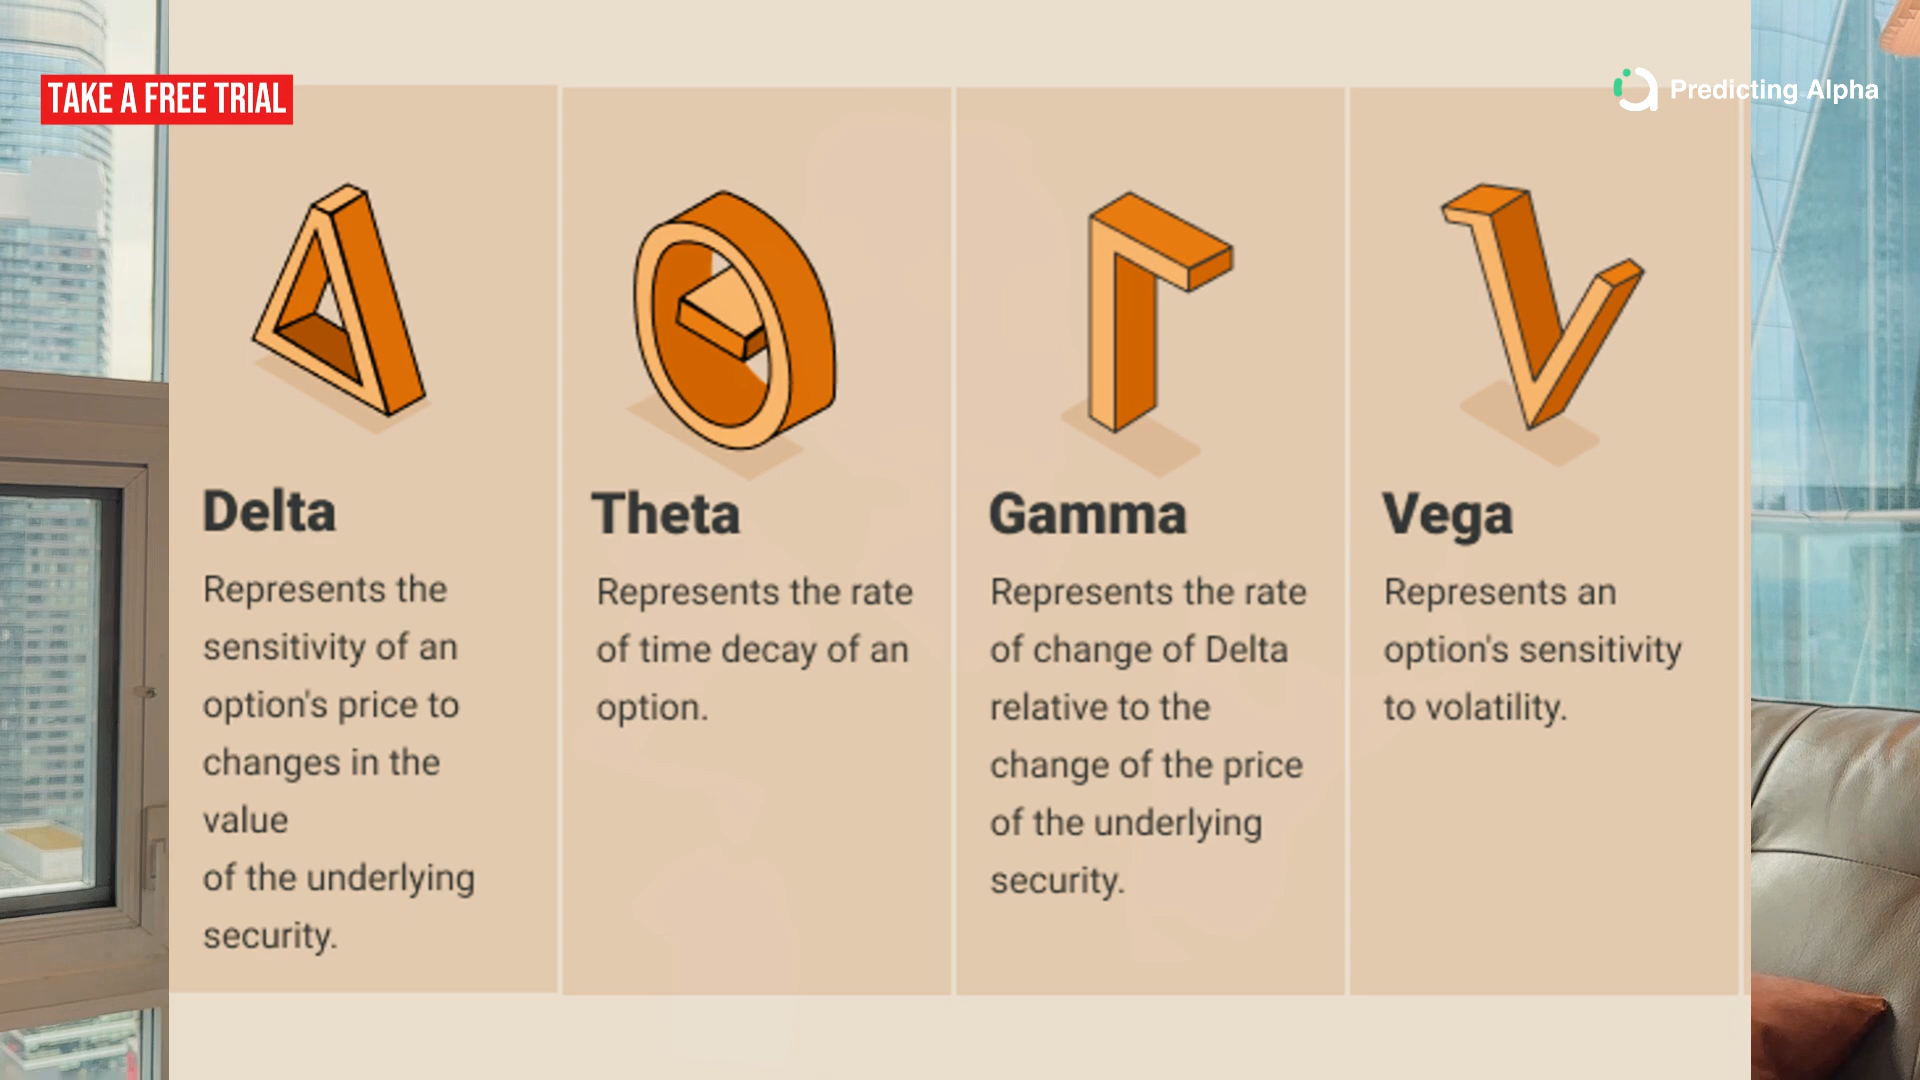 TAKE A FREE TRIAL
Predicting Alpha
Delta
Represents the
sensitivity of an
option's price to
changes in the
value
of the underlying
security.
Theta
Represents the rate
of time decay of an
option.
Gamma
Represents the rate
of change of Delta
relative to the
change of the price
of the underlying
security.
Vega
Represents an
option's sensitivity
to volatility.